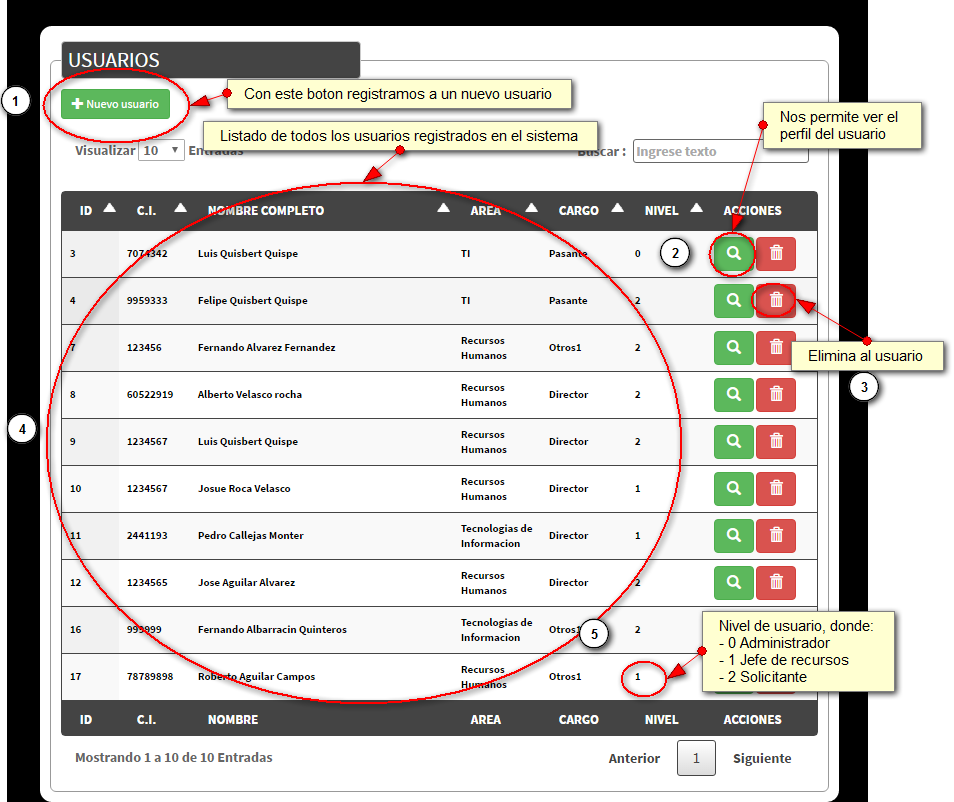 USUARIOS
1
Nuevo usuario
Con este boton registramos a un nuevo usuario
Nos permite ver el
perfil del usuario
Listado de todos los usuarios registrados en el sistema
Visualizar 10 Entradas
Buscar : Ingrese texto
ID C.I. NOMBRE COMPLETO AREA CARGO NIVEL ACCIONES
3 7074342 Luis Quisbert Quispe TI Pasante 0 2
4 9959333 Felipe Quisbert Quispe TI Pasante 2
7 123456 Fernando Alvarez Fernandez Recursos
Humanos Otros1 2
Elimina al usuario
3
8 60522919 Alberto Velasco rocha Recursos
Humanos Director 2
4
9 1234567 Luis Quisbert Quispe Recursos
Humanos Director 2
10 1234567 Josue Roca Velasco Recursos
Humanos Director 1
11 2441193 Pedro Callejas Monter Tecnologias de
Informacion Director 1
12 1234565 Jose Aguilar Alvarez Recursos
Humanos Director 2
16 999999 Fernando Albarracin Quinteros Tecnologias de
Informacion Otros1 2
5
Nivel de usuario, donde:
- 0 Administrador
- 1 Jefe de recursos
- 2 Solicitante
17 78789898 Roberto Aguilar Campos Recursos
Humanos Otros1 1
ID C.I. NOMBRE AREA CARGO NIVEL ACCIONES
Mostrando 1 a 10 de 10 Entradas
Anterior 1 Siguiente